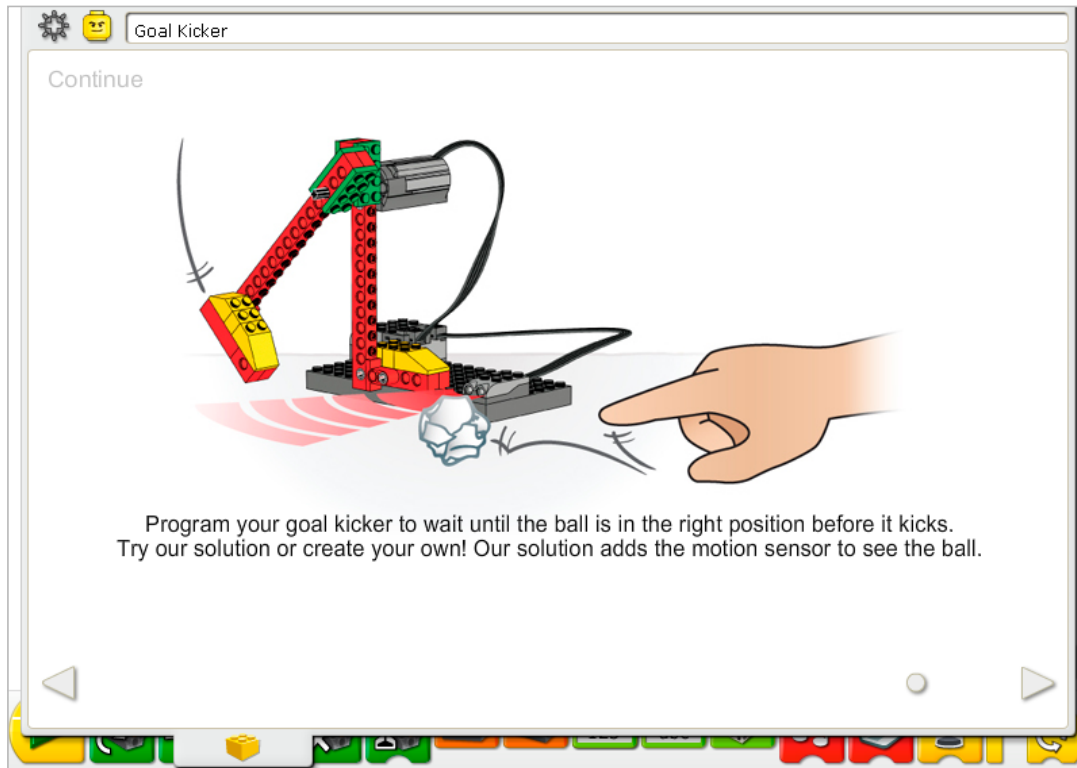 Goal Kicker
Continue
Program your goal kicker to wait until the ball is in the right position before it kicks.
Try our solution or create your own! Our solution adds the motion sensor to see the ball.